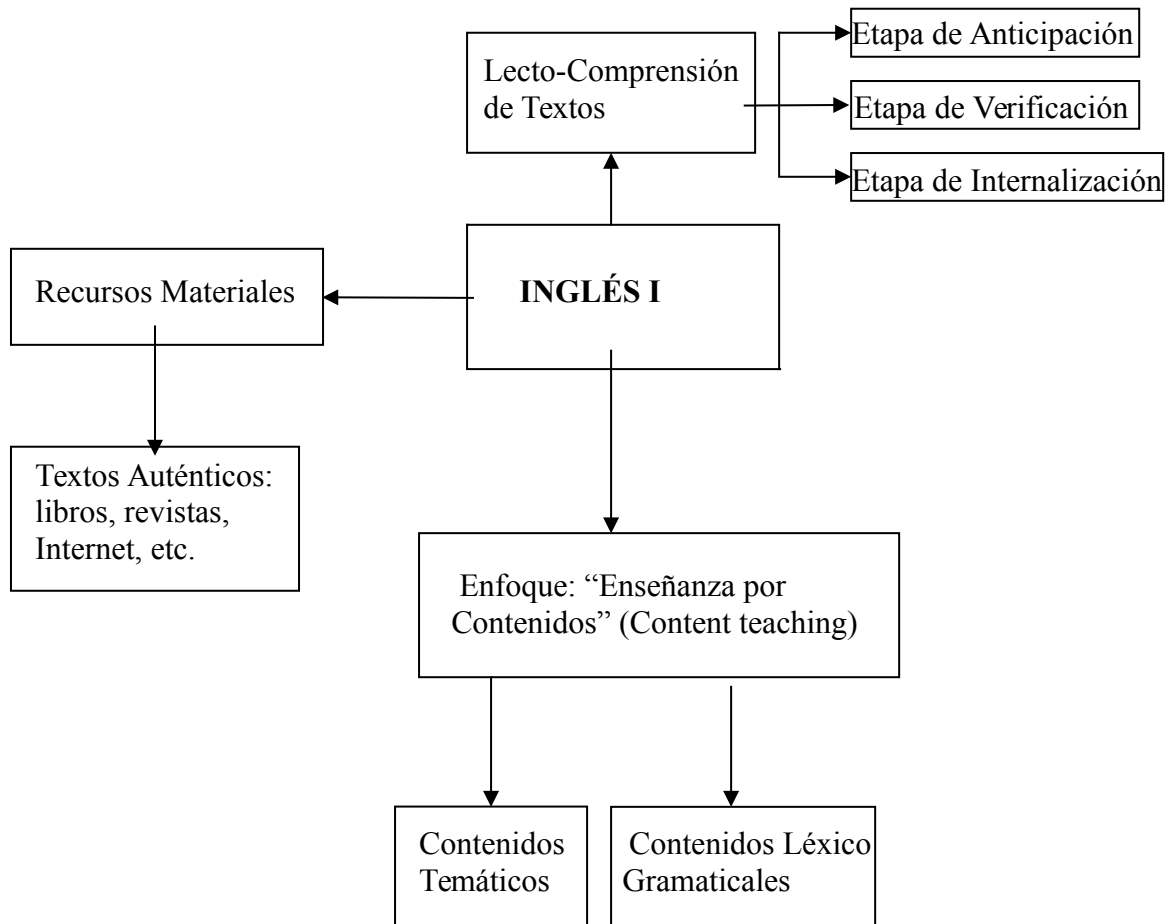 Lecto-Comprensión
de Textos
Etapa de Anticipación
Etapa de Verificación
Etapa de Internalización
Recursos Materiales
INGLÉS I
Textos Auténticos:
libros, revistas,
Internet, etc.
Enfoque: “Enseñanza por
Contenidos” (Content teaching)
Contenidos
Temáticos
Contenidos Léxico
Gramaticales